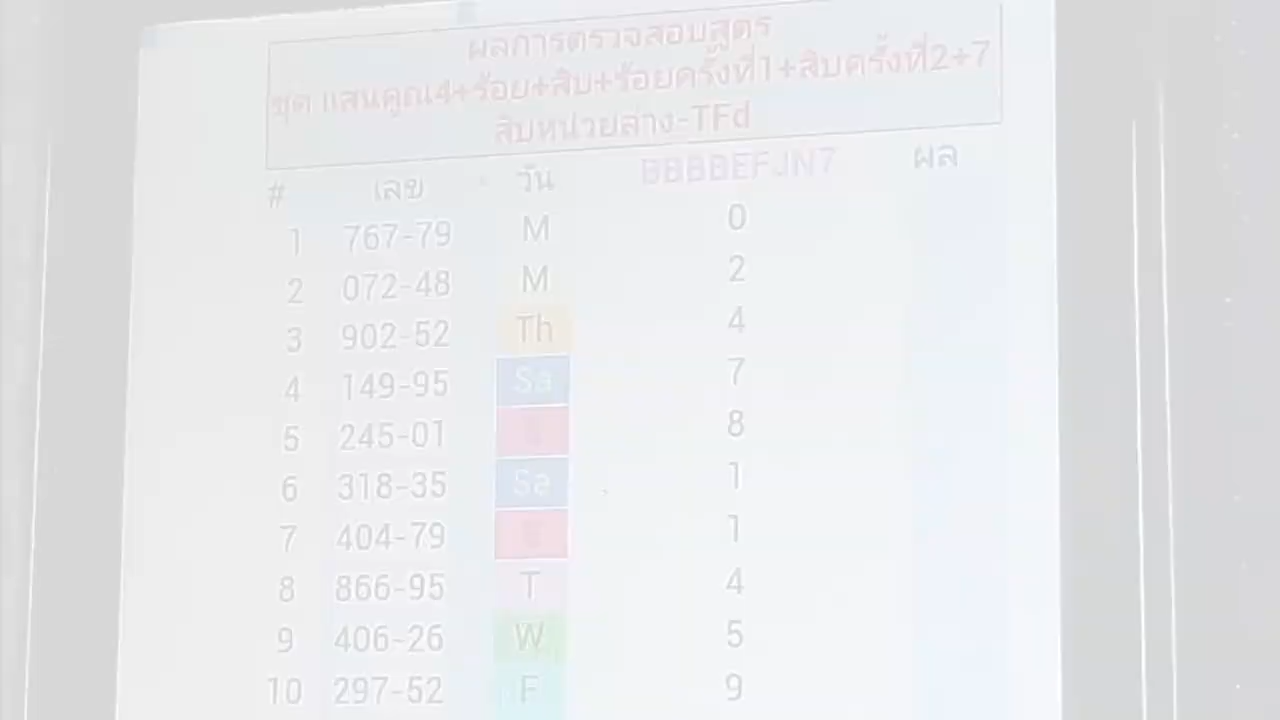 ผลการตรวจสอบสูตร
ชุด แสนคูณ4+ร้อย+สิบ+ร้อยครั้งที่1+สิบครั้งที่2+7
สิบหน่วยล่าง-TFd
# เลข วัน BBBBEFJN7 ผล
1 767-79 M 0
2 072-48 M 2
3 902-52 Th 4
4 149-95 Sa 7
5 245-01 8
6 318-35 Sa 1
7 404-79 1
8 866-95 T 4
9 406-26 W 5
10 297-52 F 9